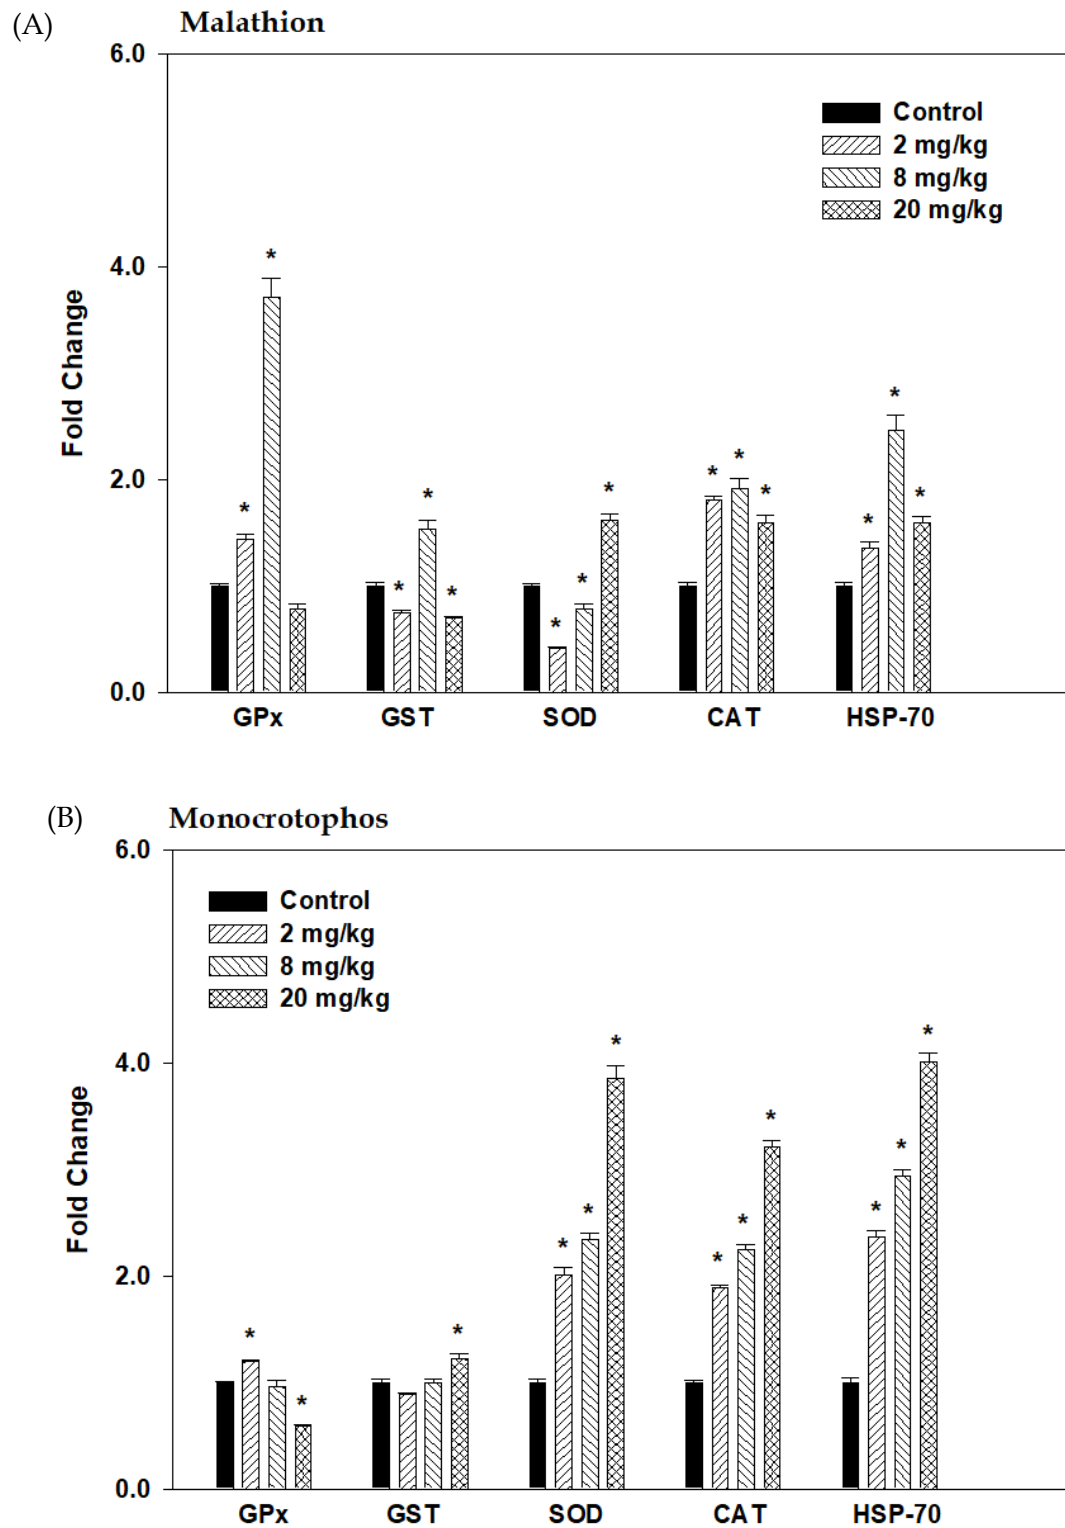 (A) Malathion
6.0
Control
2 mg/kg
8 mg/kg
20 mg/kg
*
4.0
Fold Change
*
* *
2.0
* * * * * *
* *
* *
0.0
GPx GST SOD CAT HSP-70
(B) Monocrotophos
6.0
Control
2 mg/kg
8 mg/kg
20 mg/kg
* *
4.0
*
*
Fold Change
* * * *
*
2.0
* *
*
0.0
GPx GST SOD CAT HSP-70